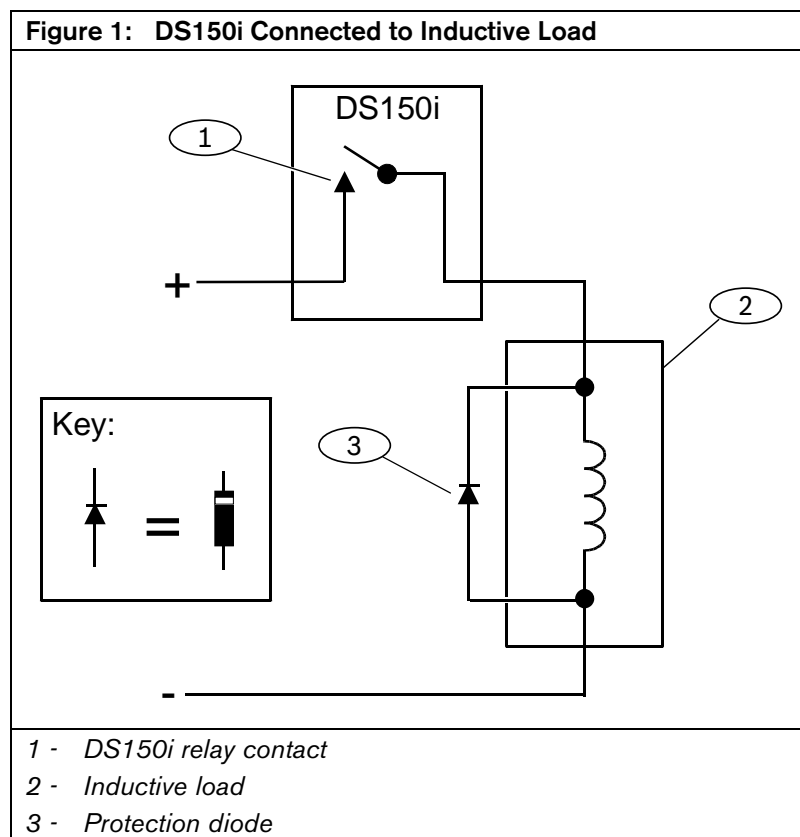 Figure 1: DS150i Connected to Inductive Load
DS150i
1
+
2
3
Key:
=
-
1 - DS150i relay contact
2 - Inductive load
3 - Protection diode